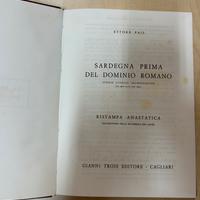 ETTORE PAIS
SARDEGNA PRIMA
DEL DOMINIO ROMANO
RISTAMPA ANASTATICA
GIANNI TROIS EDITORE - CAGLIARI